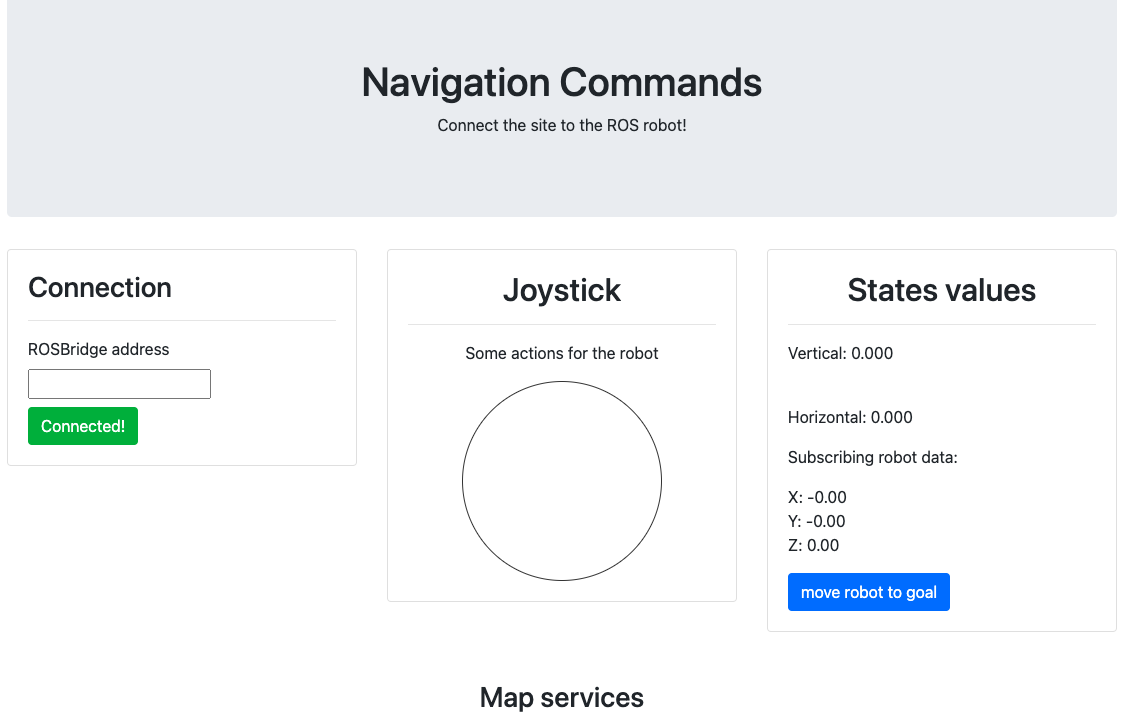 Navigation Commands
Connect the site to the ROS robot!
Connection
ROSBridge address
Connected!
Joystick
Some actions for the robot
States values
Vertical: 0.000
Horizontal: 0.000
Subscribing robot data:
X: -0.00
Y: -0.00
Z: 0.00
move robot to goal
Map services